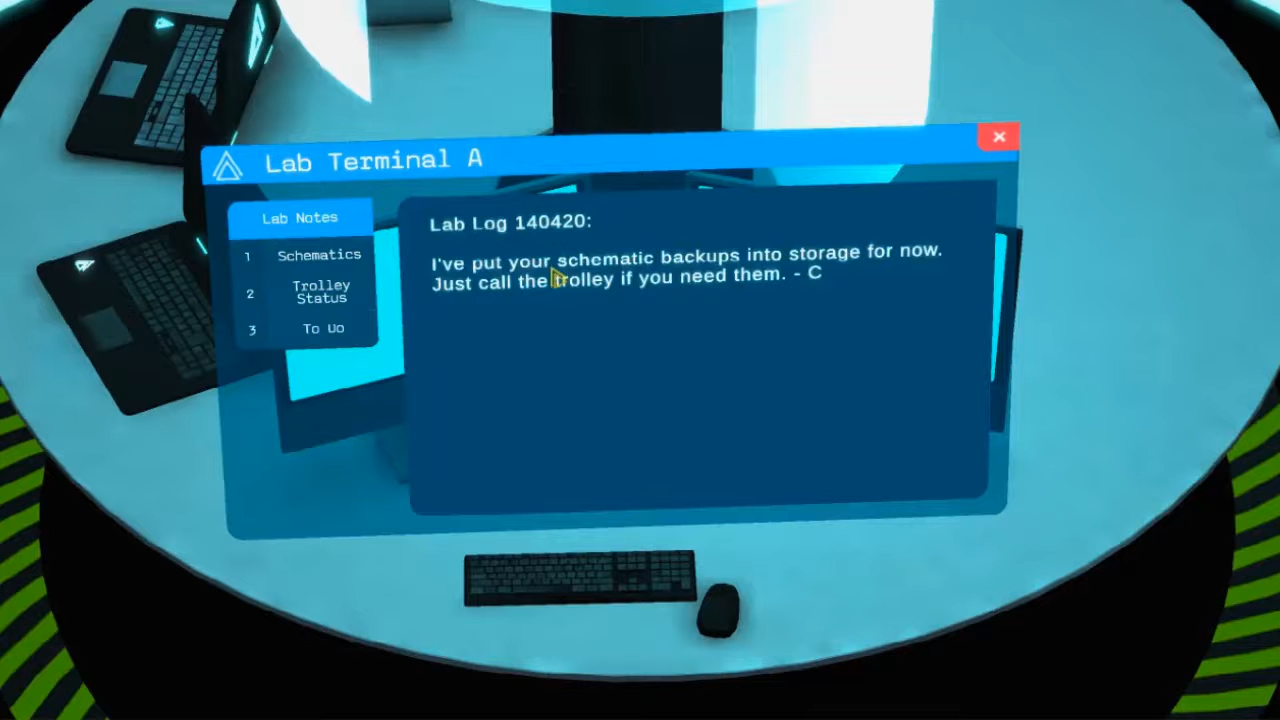 Lab Terminal A
Lab Notes
1 Schematics
2 Trolley
Status
3 To Uo
Lab Log 140420:
I've put your schematic backups into storage for now.
Just call the trolley if you need them. - C